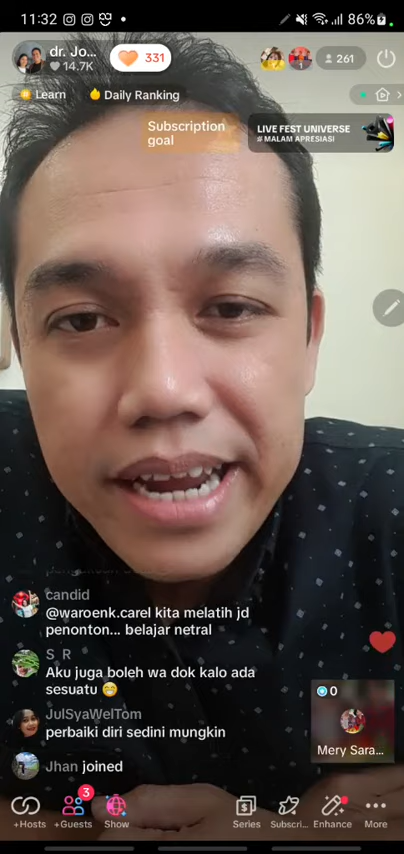 11:32
86%
dr. Jo...
14.7K
331
1
261
Learn
Daily Ranking
Subscription
goal
LIVE FEST UNIVERSE
# MALAM APRESIASI
candid
@waroenk.carel kita melatih jd
penonton... belajar netral
S R
Aku juga boleh wa dok kalo ada
sesuatu 😁
JulSyaWelTom
perbaiki diri sedini mungkin
Jhan joined
0
Mery Sara...
3
+Hosts
+Guests
Show
Series
Subscri...
Enhance
More